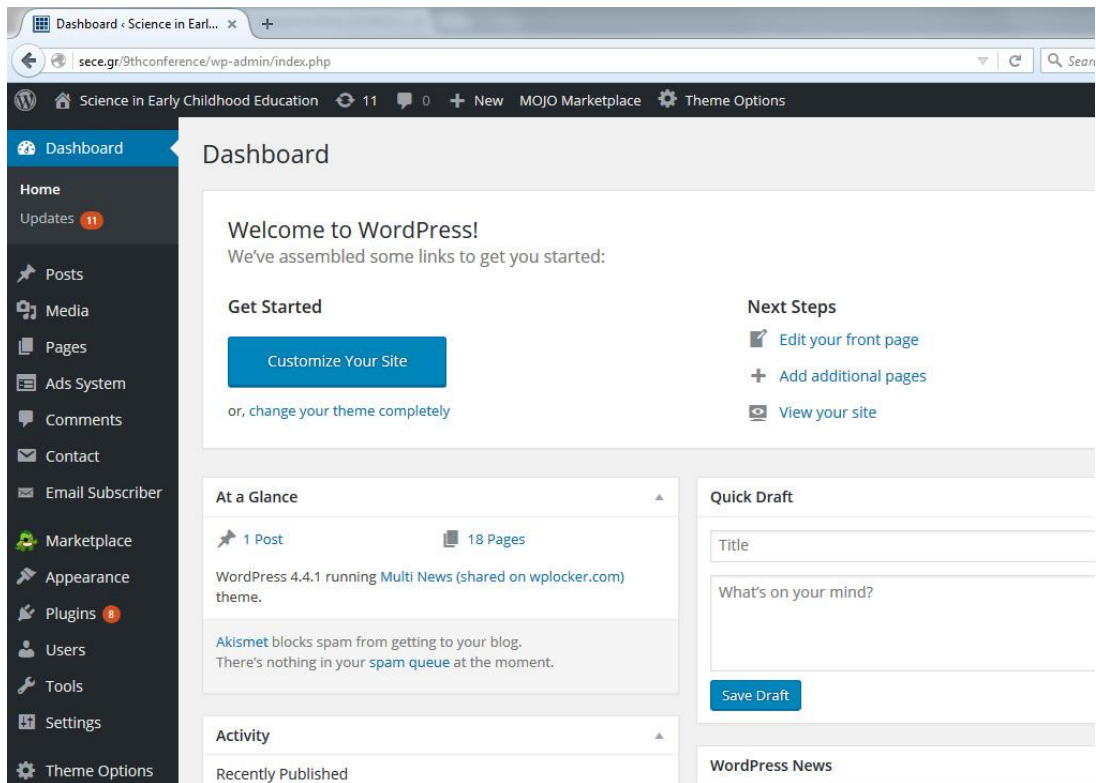 Dashboard ‹ Science in Earl...
sece.gr/9thconference/wp-admin/index.php
Sear
Science in Early Childhood Education 11 0 New MOJO Marketplace Theme Options
Dashboard
Home
Updates 11
Posts
Media
Pages
Ads System
Comments
Contact
Email Subscriber
Marketplace
Appearance
Plugins 8
Users
Tools
Settings
Theme Options
Dashboard
Welcome to WordPress!
We've assembled some links to get you started:
Get Started
Customize Your Site
or, change your theme completely
Next Steps
Edit your front page
Add additional pages
View your site
At a Glance
1 Post 18 Pages
WordPress 4.4.1 running Multi News (shared on wplocker.com)
theme.
Akismet blocks spam from getting to your blog.
There's nothing in your spam queue at the moment.
Activity
Recently Published
Quick Draft
Title
What's on your mind?
Save Draft
WordPress News